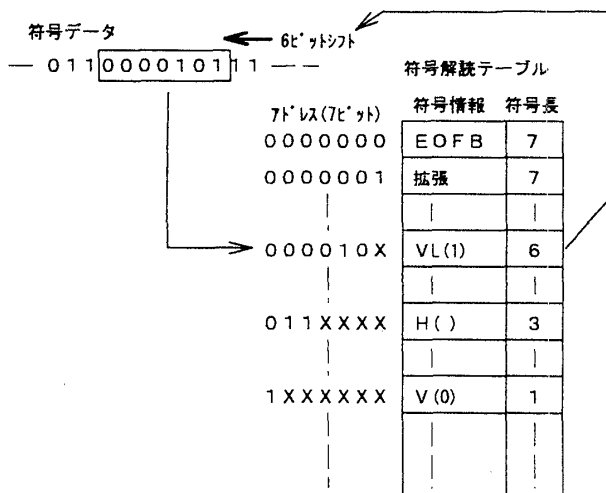 符号データ
6ビットシフト
011000010111
符号解読テーブル
アドレス(7ビット) 符号情報 符号長
0000000 EOFB 7
0000001 拡張 7
000010X VL(1) 6
011XXXX H( ) 3
1XXXXXX V(0) 1